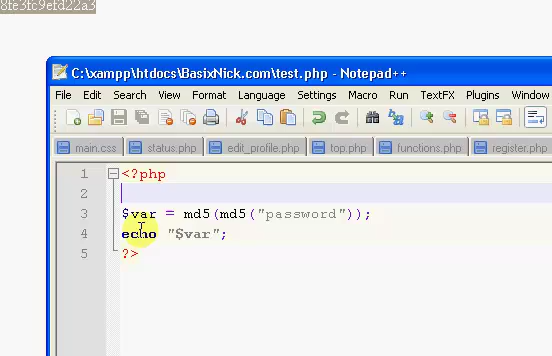 8fe3fc9efd22a3
C:\xampp\htdocs\BasixNick.com\test.php - Notepad++
File Edit Search View Format Language Settings Macro Run TextFX Plugins Window
main.css status.php edit_profile.php top.php functions.php register.php
1 <?php
2
3 $var = md5(md5("password"));
4 echo "$var";
5 ?>